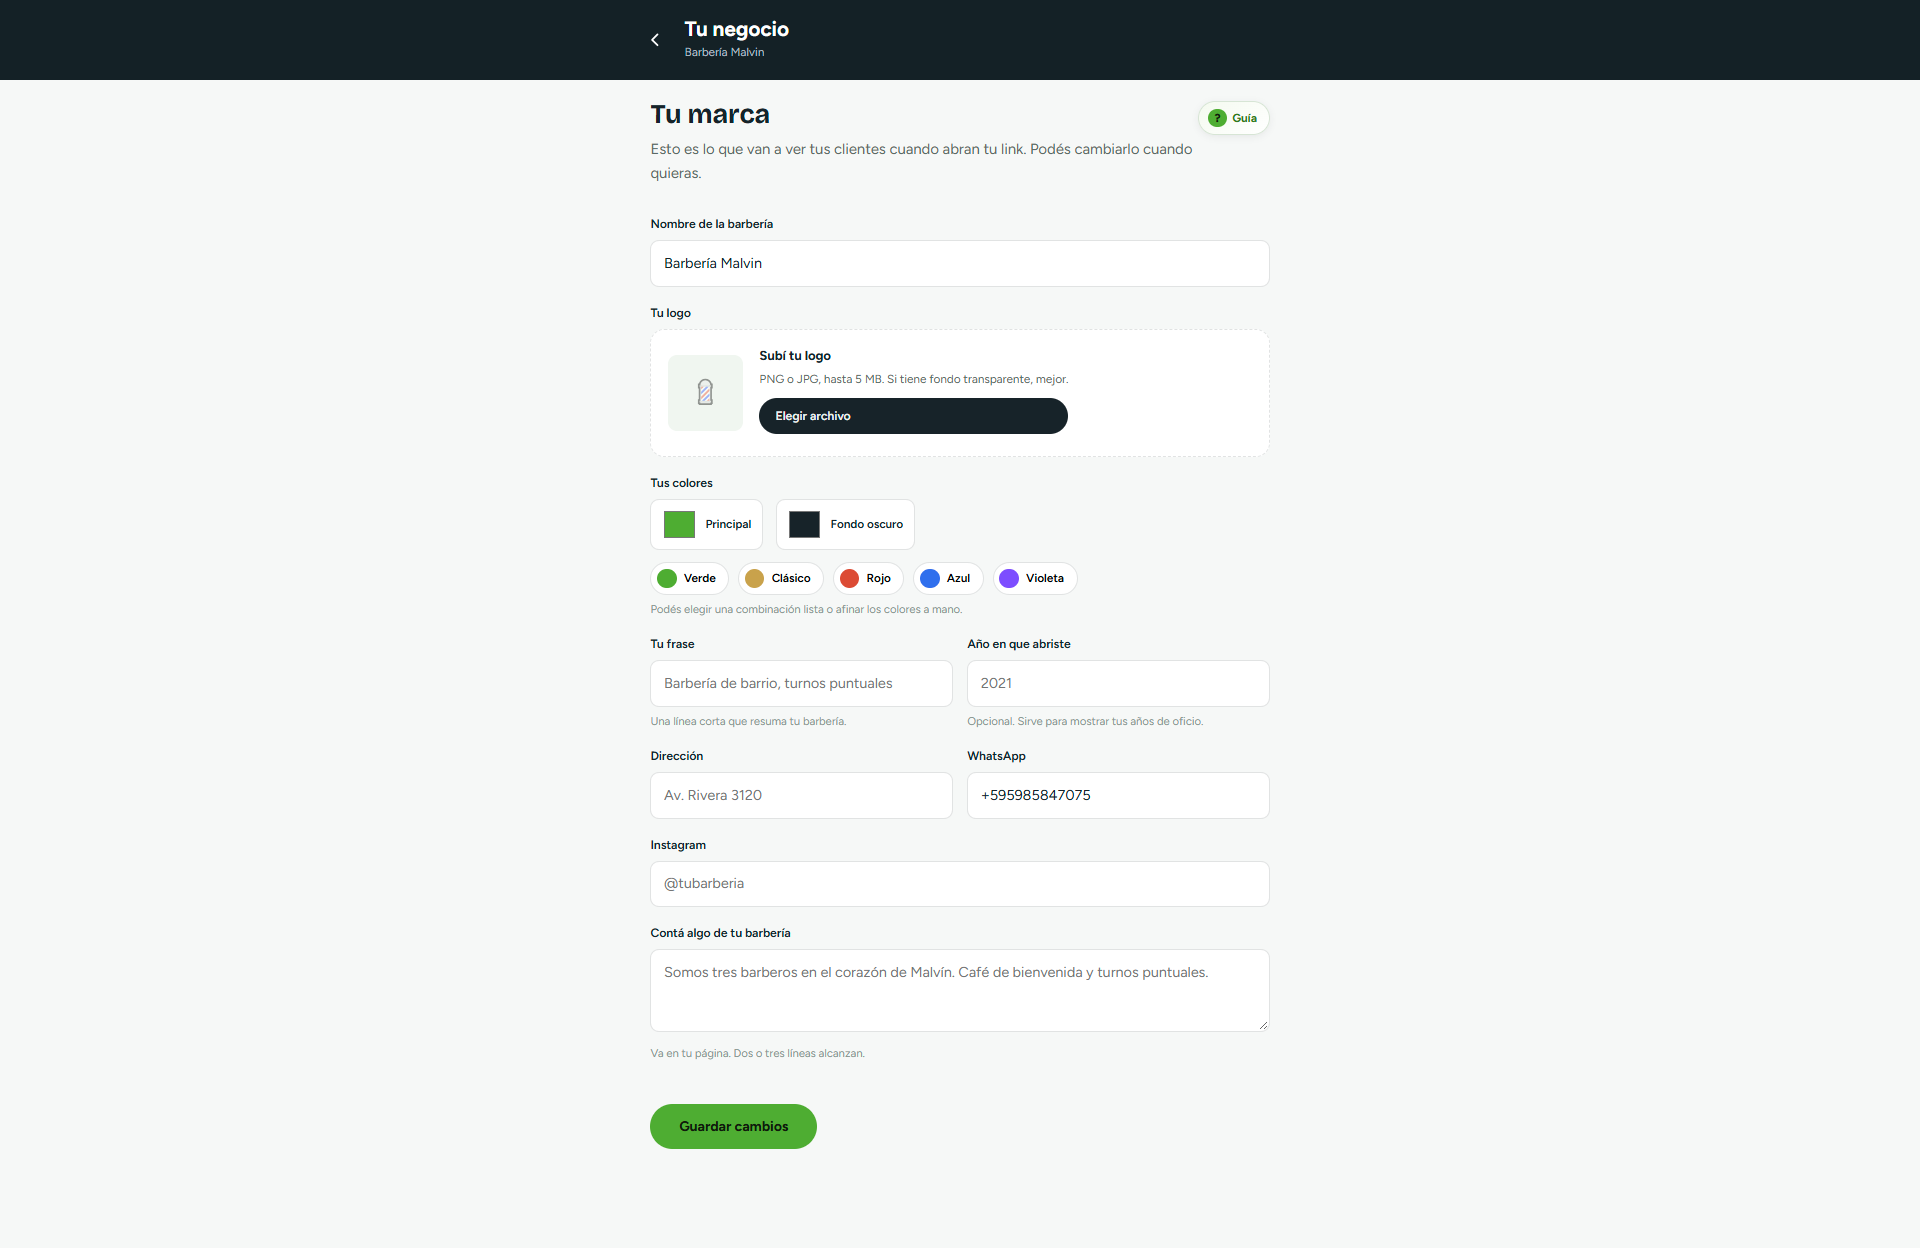 Tu negocio
Barbería Malvin
Tu marca
? Guía
Esto es lo que van a ver tus clientes cuando abran tu link. Podés cambiarlo cuando
quieras.
Nombre de la barbería
Barbería Malvin
Tu logo
Subí tu logo
PNG o JPG, hasta 5 MB. Si tiene fondo transparente, mejor.
Elegir archivo
Tus colores
Principal Fondo oscuro
Verde Clásico Rojo Azul Violeta
Podés elegir una combinación lista o afinar los colores a mano.
Tu frase
Barbería de barrio, turnos puntuales
Una línea corta que resuma tu barbería.
Año en que abriste
2021
Opcional. Sirve para mostrar tus años de oficio.
Dirección
Av. Rivera 3120
WhatsApp
+595985847075
Instagram
@tubarberia
Contá algo de tu barbería
Somos tres barberos en el corazón de Malvín. Café de bienvenida y turnos puntuales.
Va en tu página. Dos o tres líneas alcanzan.
Guardar cambios